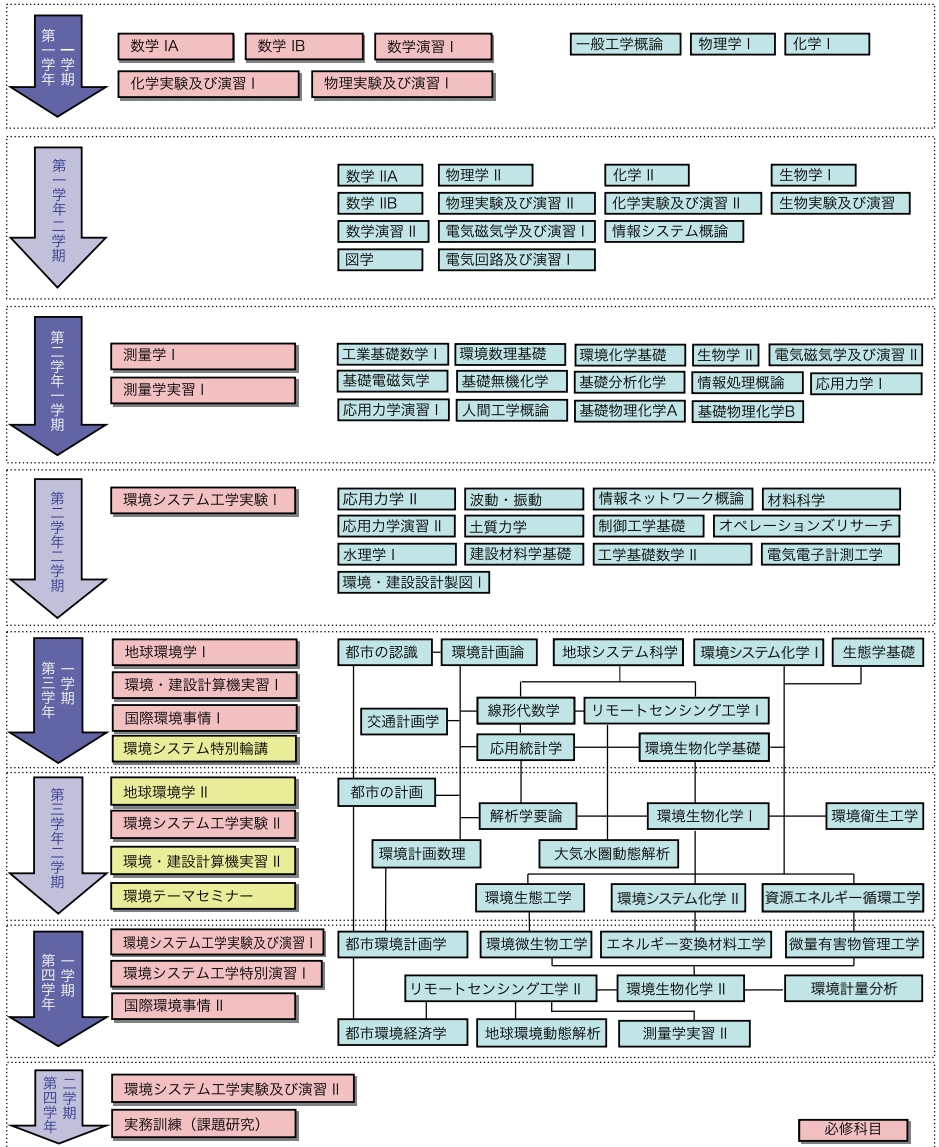 第一学年
一学期
数学 IA
数学 IB
数学演習 I
一般工学概論
物理学 I
化学 I
化学実験及び演習 I
物理実験及び演習 I
第一学年二学期
数学 IIA
物理学 II
化学 II
生物学 I
数学 IIB
物理実験及び演習 II
化学実験及び演習 II
生物実験及び演習
数学演習 II
電気磁気学及び演習 I
情報システム概論
図学
電気回路及び演習 I
第二学年一学期
測量学 I
工業基礎数学 I
環境数理基礎
環境化学基礎
生物学 II
電気磁気学及び演習 II
測量学実習 I
基礎電磁気学
基礎無機化学
基礎分析化学
情報処理概論
応用力学 I
応用力学演習 I
人間工学概論
基礎物理化学A
基礎物理化学B
第二学年二学期
環境システム工学実験 I
応用力学 II
波動・振動
情報ネットワーク概論
材料科学
応用力学演習 II
土質力学
制御工学基礎
オペレーションズリサーチ
水理学 I
建設材料学基礎
工学基礎数学 II
電気電子計測工学
環境・建設設計製図 I
第三学年
一学期
地球環境学 I
都市の認識
環境計画論
地球システム科学
環境システム化学 I
生態学基礎
環境・建設計算機実習 I
国際環境事情 I
交通計画学
線形代数学
リモートセンシング工学 I
環境システム特別輪講
応用統計学
環境生物化学基礎
第三学年二学期
地球環境学 II
都市の計画
環境システム工学実験 II
解析学要論
環境生物化学 I
環境衛生工学
環境・建設計算機実習 II
環境計画数理
大気水圏動態解析
環境テーマセミナー
環境生態工学
環境システム化学 II
資源エネルギー循環工学
第四学年
一学期
環境システム工学実験及び演習 I
都市環境計画学
環境微生物工学
エネルギー変換材料工学
微量有害物管理工学
環境システム工学特別演習 I
リモートセンシング工学 II
環境生物化学 II
環境計量分析
国際環境事情 II
都市環境経済学
地球環境動態解析
測量学実習 II
第四学年
二学期
環境システム工学実験及び演習 II
実務訓練（課題研究）
必修科目